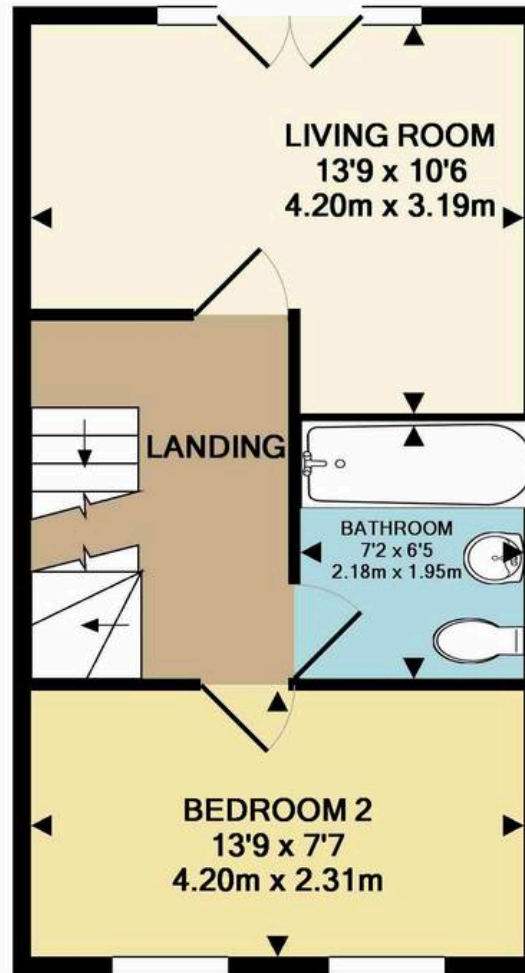 LIVING ROOM
13'9 x 10'6
4.20m x 3.19m
LANDING
BATHROOM
7'2 x 6'5
2.18m x 1.95m
BEDROOM 2
13'9 x 7'7
4.20m x 2.31m